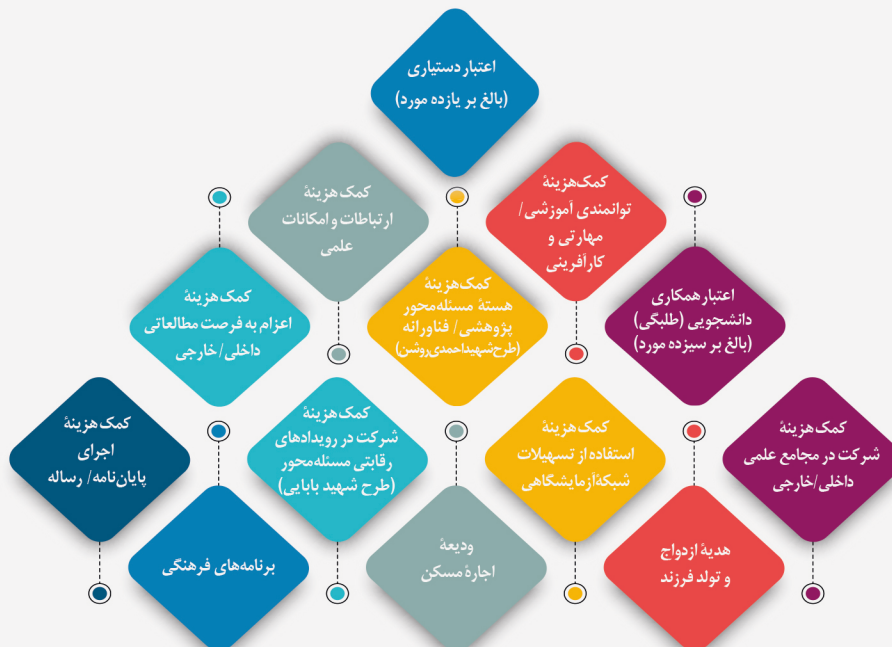 اعتبار دستیاری
(بالغ بر یازده مورد)
کمک‌هزینهٔ
توانمندی آموزشی/
مهارتی و
کارآفرینی
کمک‌هزینهٔ
ارتباطات و امکانات
علمی
اعتبار همکاری
دانشجویی (طلبگی)
(بالغ بر سیزده مورد)
کمک‌هزینهٔ
هستهٔ مسئله‌محور
پژوهشی/ فناورانه
(طرح شهید احمدی روشن)
کمک‌هزینهٔ
اعزام به فرصت مطالعاتی
داخلی/خارجی
کمک‌هزینهٔ
شرکت در مجامع علمی
داخلی/خارجی
کمک‌هزینهٔ
استفاده از تسهیلات
شبکهٔ آزمایشگاهی
کمک‌هزینهٔ
شرکت در رویدادهای
رقابتی مسئله‌محور
(طرح شهید بابایی)
کمک‌هزینهٔ
اجرای
پایان‌نامه/ رساله
هدیهٔ ازدواج
و تولد فرزند
ودیعهٔ
اجارهٔ مسکن
برنامه‌های فرهنگی